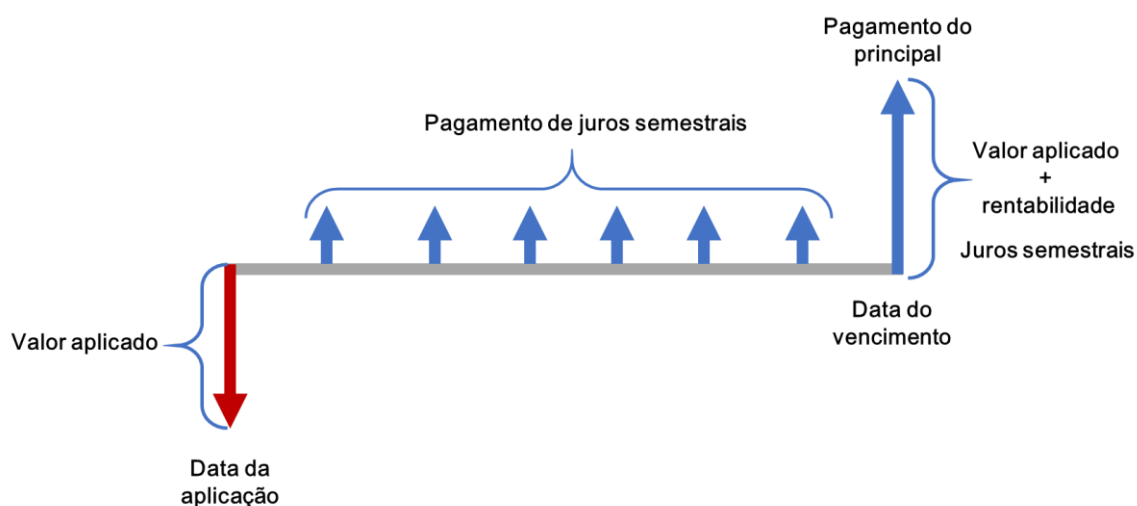 Pagamento do
principal
Pagamento de juros semestrais
Valor aplicado
+
rentabilidade
Juros semestrais
Valor aplicado
Data do
vencimento
Data da
aplicação